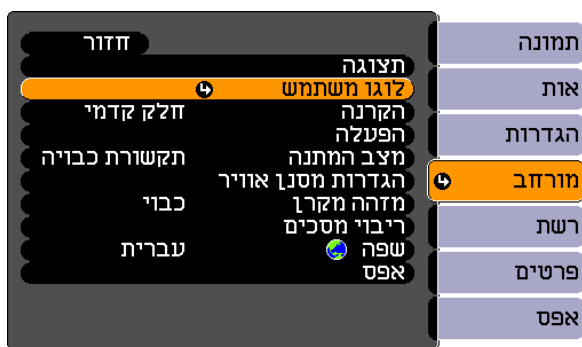 תמונה
אות
הגדרות
מורחב
רשת
פרטים
אפס
חזור
תצוגה
לוגו משתמש
הקרנה חלק קדמי
הפעלה
מצב המתנה תקשורת כבויה
הגדרות מסנן אוויר
מזהה מקרן כבוי
ריבוי מסכים
שפה עברית
אפס